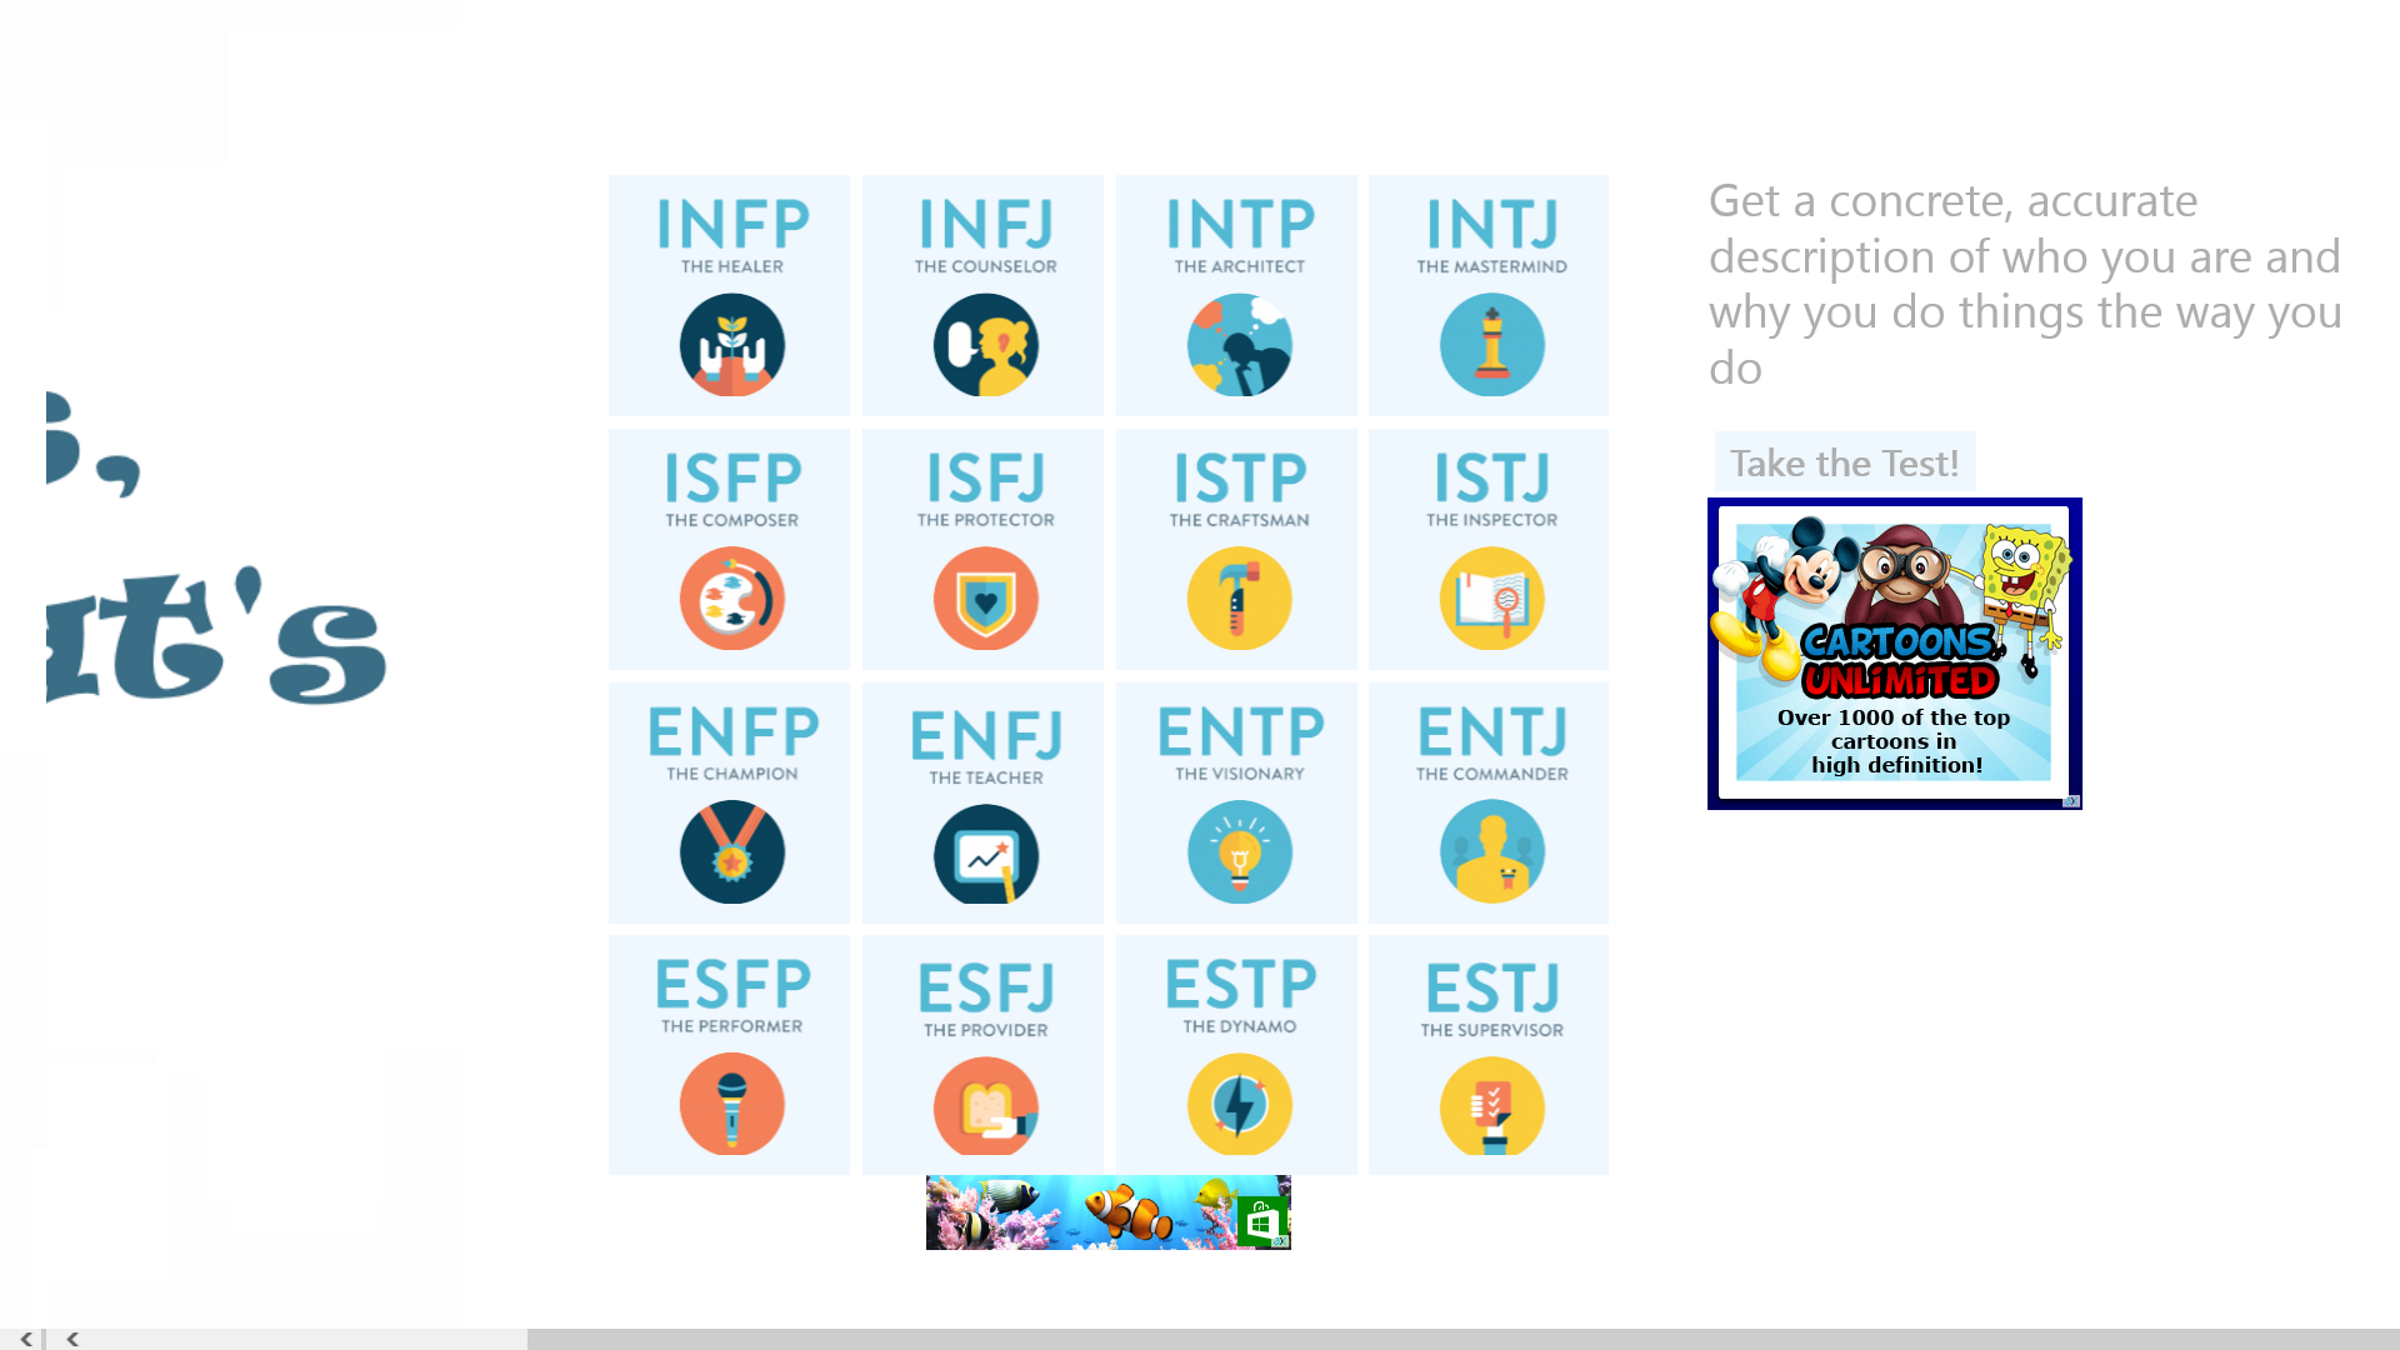 s,
t's
INFP
THE HEALER
INFJ
THE COUNSELOR
INTP
THE ARCHITECT
INTJ
THE MASTERMIND
ISFP
THE COMPOSER
ISFJ
THE PROTECTOR
ISTP
THE CRAFTSMAN
ISTJ
THE INSPECTOR
ENFP
THE CHAMPION
ENFJ
THE TEACHER
ENTP
THE VISIONARY
ENTJ
THE COMMANDER
ESFP
THE PERFORMER
ESFJ
THE PROVIDER
ESTP
THE DYNAMO
ESTJ
THE SUPERVISOR
Get a concrete, accurate
description of who you are and
why you do things the way you
do
Take the Test!
CARTOONS
UNLIMITED
Over 1000 of the top
cartoons in
high definition!